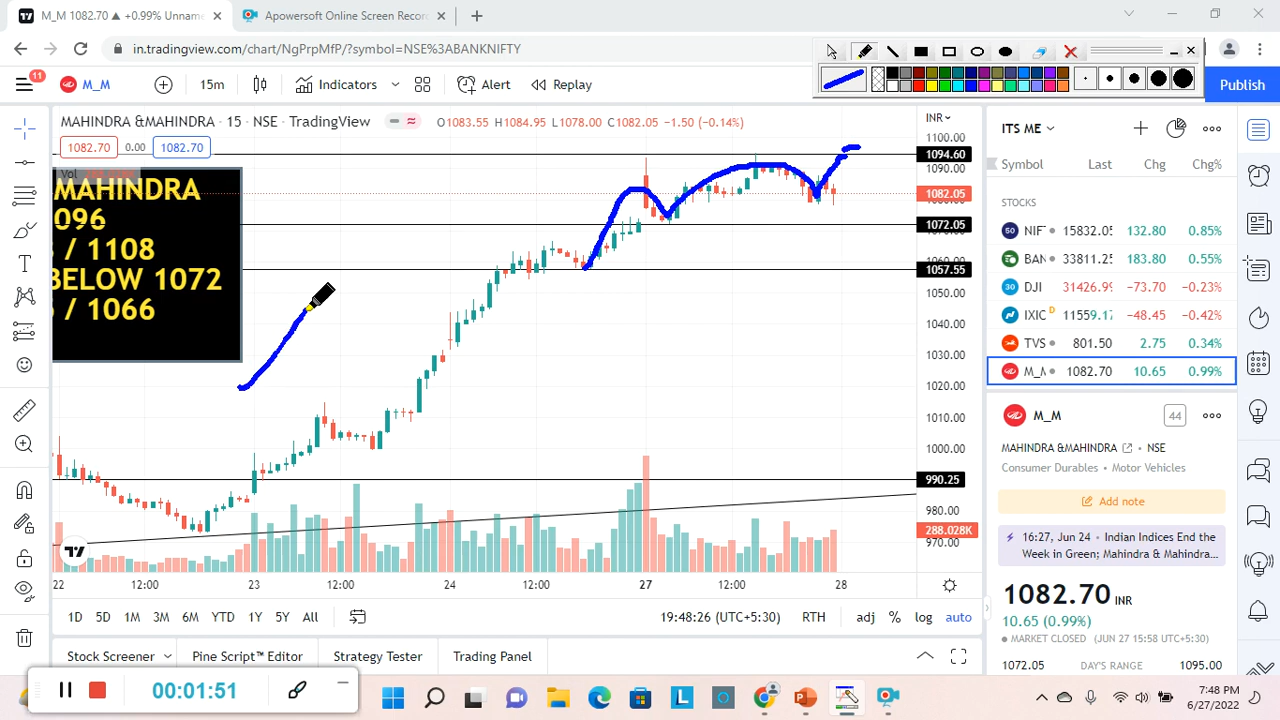 M_M 1082.70 ▲ +0.99% Unname
Apowersoft Online Screen Recor
in.tradingview.com/chart/NgPrpMfP/?symbol=NSE%3ABANKNIFTY
11
M_M
15m
Indicators
Alert
Replay
Publish
MAHINDRA &MAHINDRA · 15 · NSE · TradingView
O1083.55 H1084.95 L1078.00 C1082.05 −1.50 (−0.14%)
1082.70
0.00
1082.70
Vol
MAHINDRA
1096
/ 1108
BELOW 1072
/ 1066
INR
1100.00
1094.60
1090.00
1082.05
1072.05
1057.55
1050.00
1040.00
1030.00
1020.00
1010.00
1000.00
990.25
980.00
288.028K
970.00
22
12:00
23
12:00
24
12:00
27
12:00
28
1D
5D
1M
3M
6M
YTD
1Y
5Y
All
19:48:26 (UTC+5:30)
RTH
adj
%
log
auto
Stock Screener
Pine Script™ Editor
Strategy Tester
Trading Panel
ITS ME
Symbol
Last
Chg
Chg%
STOCKS
50 NIF 15832.05 132.80 0.85%
BAN 33811.25 183.80 0.55%
30 DJI 31426.99 −73.70 −0.23%
IXIC D 11559.17 −48.45 −0.42%
TVS 801.50 2.75 0.34%
M_M 1082.70 10.65 0.99%
M_M
44
MAHINDRA &MAHINDRA • NSE
Consumer Durables • Motor Vehicles
Add note
16:27, Jun 24 • Indian Indices End the
Week in Green; Mahindra & Mahindra...
1082.70 INR
10.65 (0.99%)
MARKET CLOSED (JUN 27 15:58 UTC+5:30)
1072.05
DAY'S RANGE
1095.00
00:01:51
7:48 PM
6/27/2022